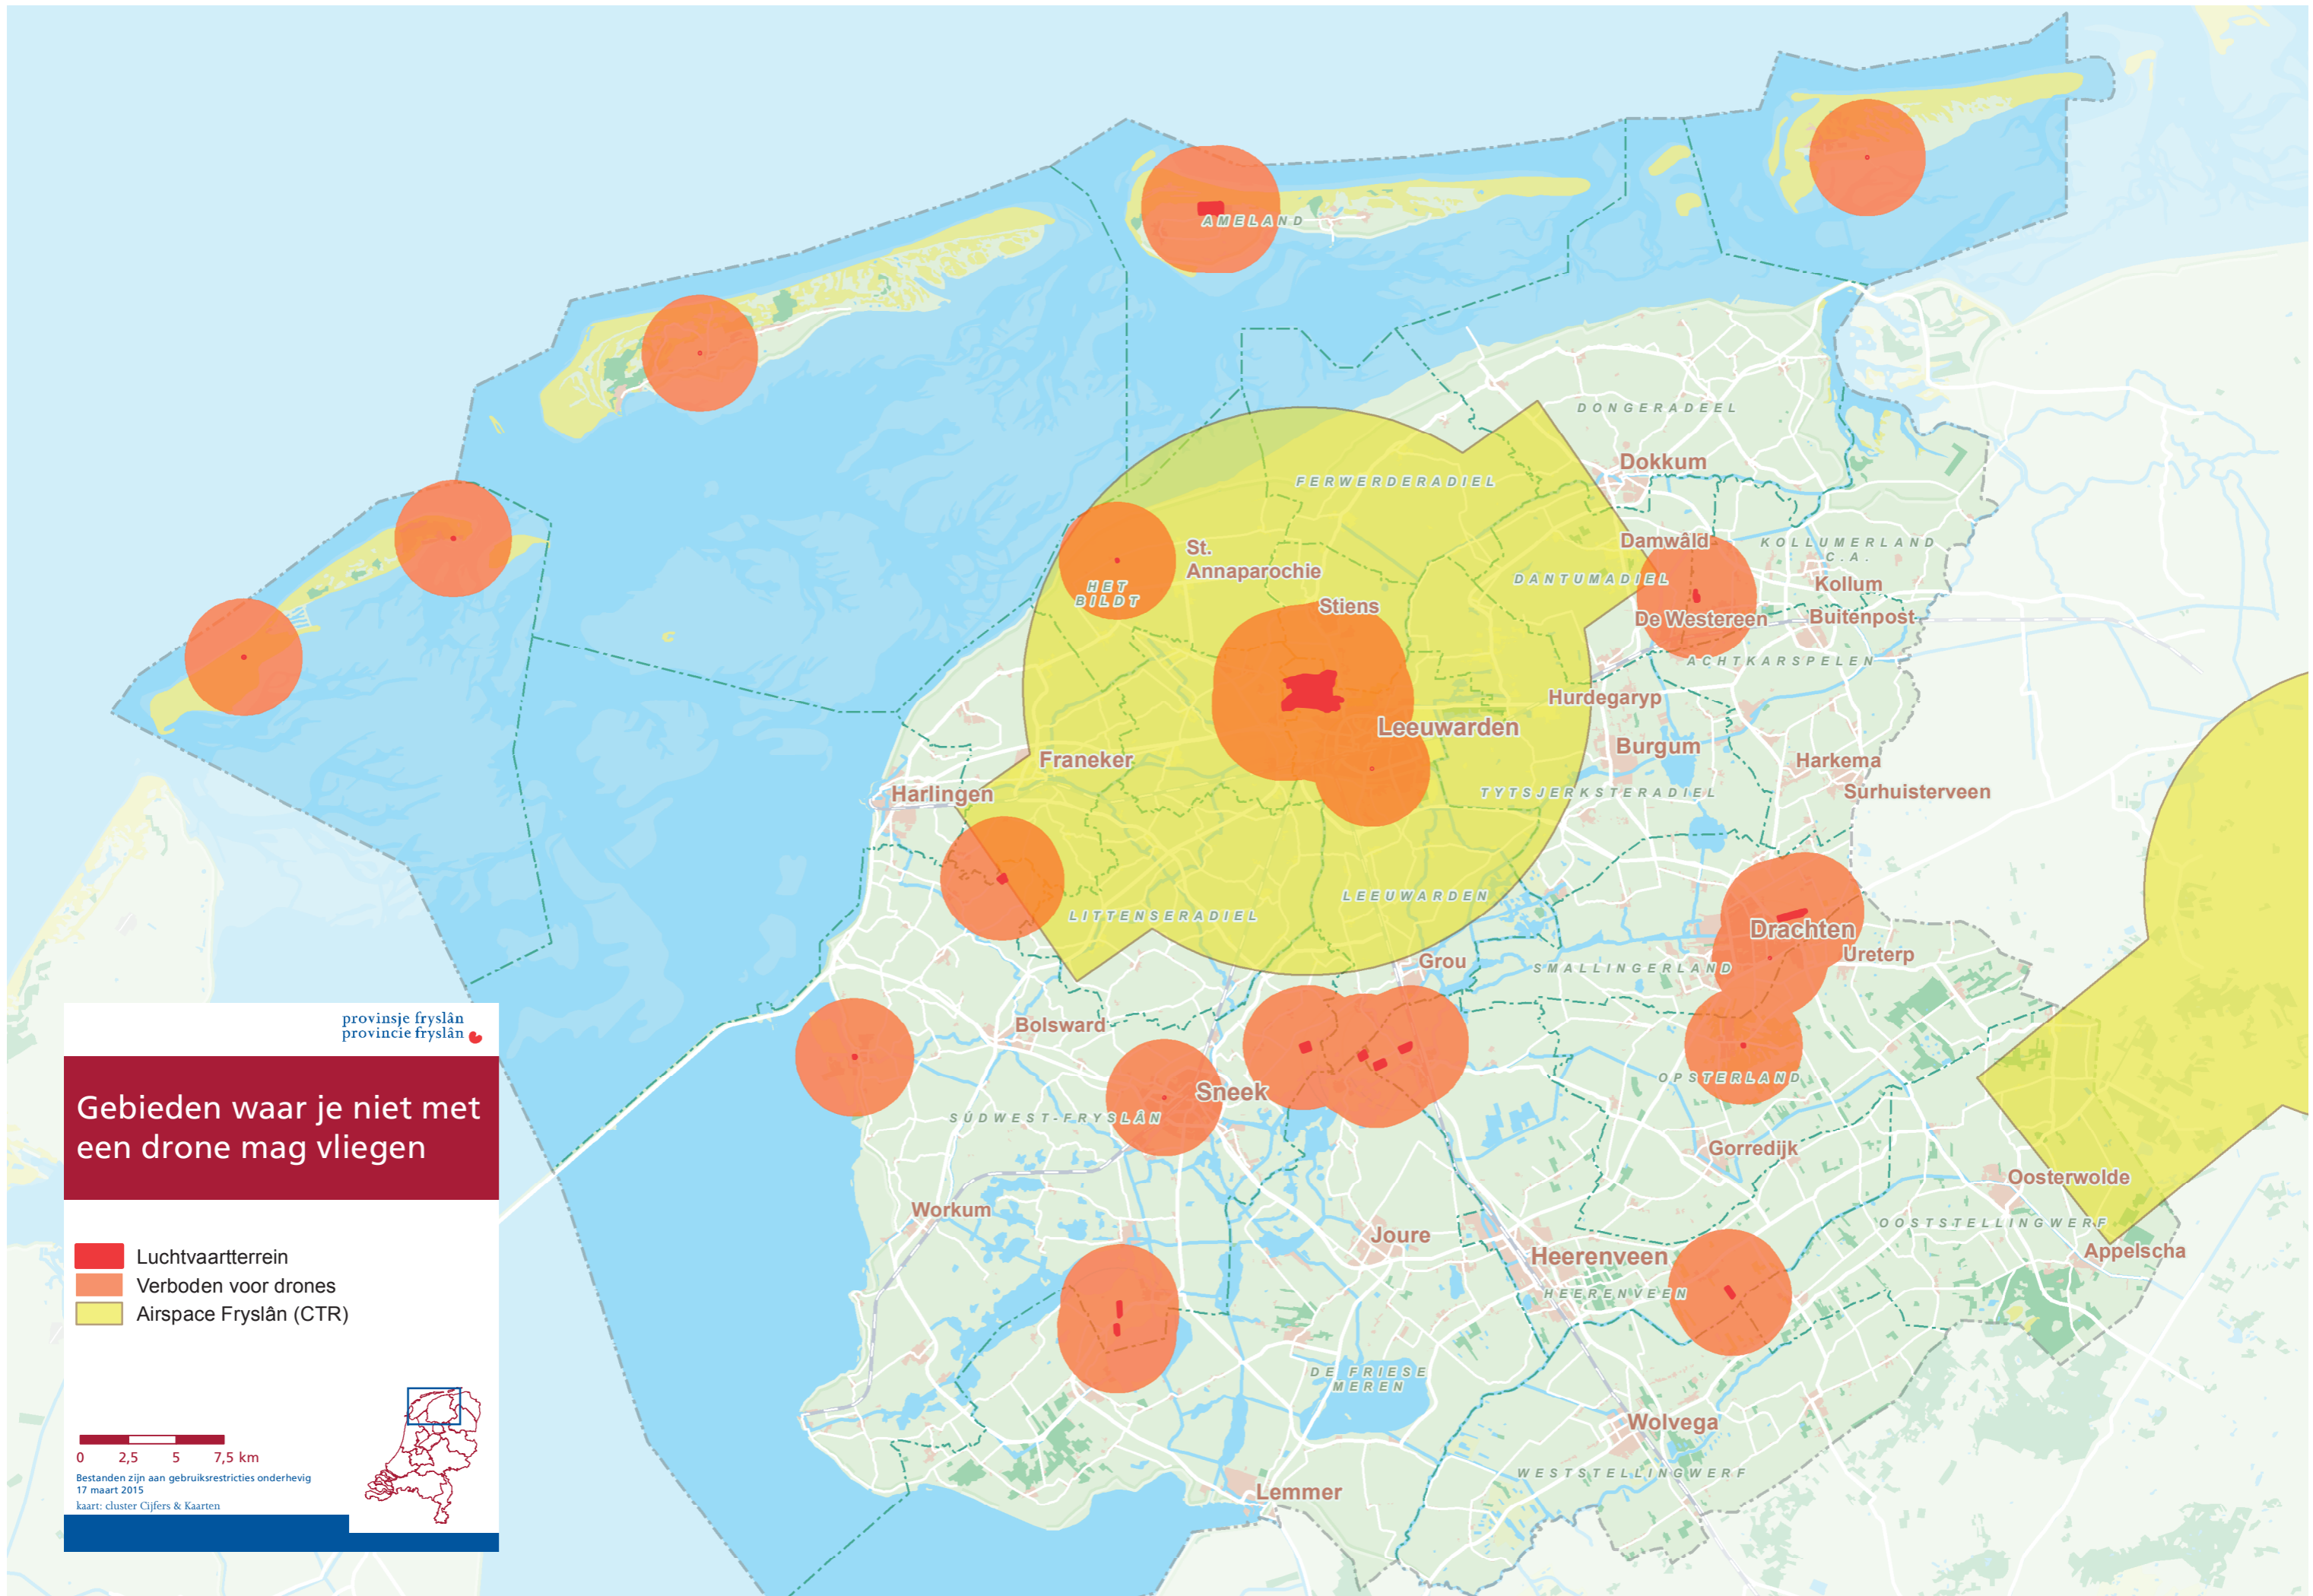 AMELAND
DONGERADEEL
Dokkum
FERWERDERADIEL
Damwâld
KOLLUMERLAND
C.A.
St.
Annaparochie
HET
BILDT
DANTUMADIEL
Kollum
Stiens
De Westereen
Buitenpost
ACHTKARSPELEN
Hurdegaryp
Leeuwarden
Burgum
Franeker
Harkema
Harlingen
TYTSJERKSTERADIEL
Surhuisterveen
LEEUWARDEN
LITTENSERADIEL
Drachten
Ureterp
Grou
SMALLINGERLAND
Bolsward
OPSTERLAND
Sneek
SÚDWEST-FRYSLÂN
Gorredijk
Oosterwolde
Workum
OOSTSTELLINGWERF
Joure
Appelscha
Heerenveen
HEERENVEEN
DE FRIESE
MEREN
Wolvega
WESTSTELLINGWERF
Lemmer
provinsje fryslân
provincie fryslân
Gebieden waar je niet met
een drone mag vliegen
Luchtvaartterrein
Verboden voor drones
Airspace Fryslân (CTR)
0 2,5 5 7,5 km
Bestanden zijn aan gebruiksrestricties onderhevig
17 maart 2015
kaart: cluster Cijfers & Kaarten